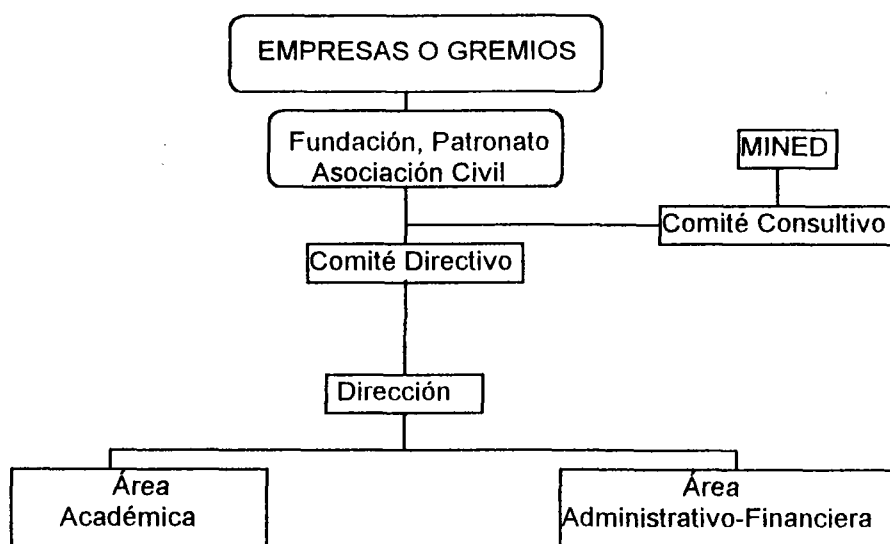 EMPRESAS O GREMIOS
Fundación, Patronato
Asociación Civil
MINED
Comité Consultivo
Comité Directivo
Dirección
Área
Académica
Área
Administrativo-Financiera